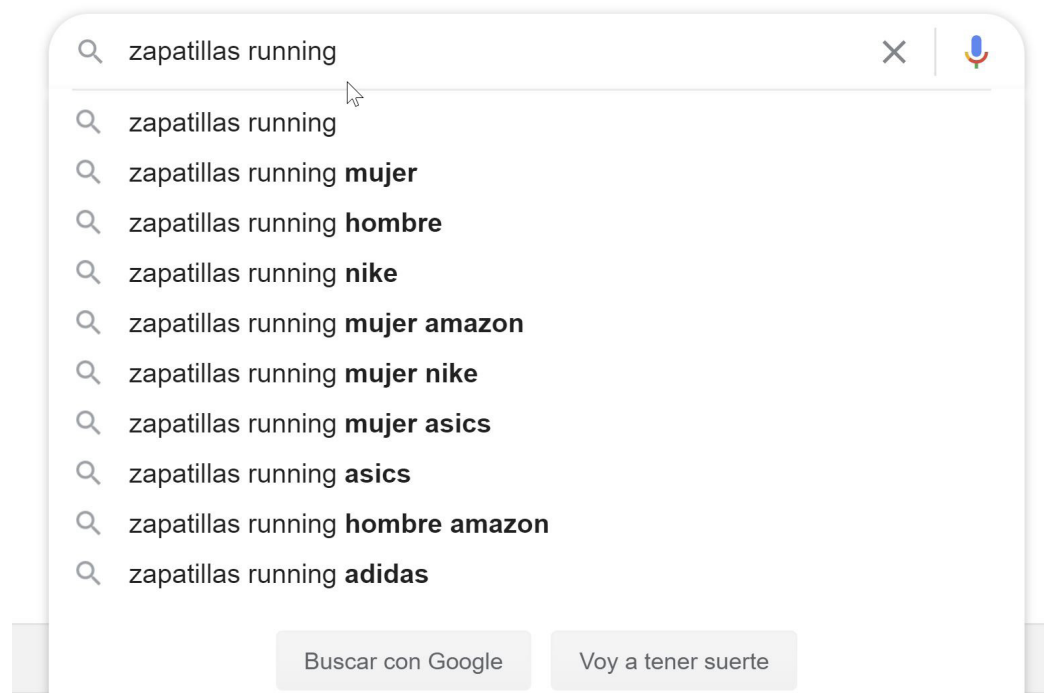 zapatillas running
zapatillas running
zapatillas running mujer
zapatillas running hombre
zapatillas running nike
zapatillas running mujer amazon
zapatillas running mujer nike
zapatillas running mujer asics
zapatillas running asics
zapatillas running hombre amazon
zapatillas running adidas
Buscar con Google Voy a tener suerte